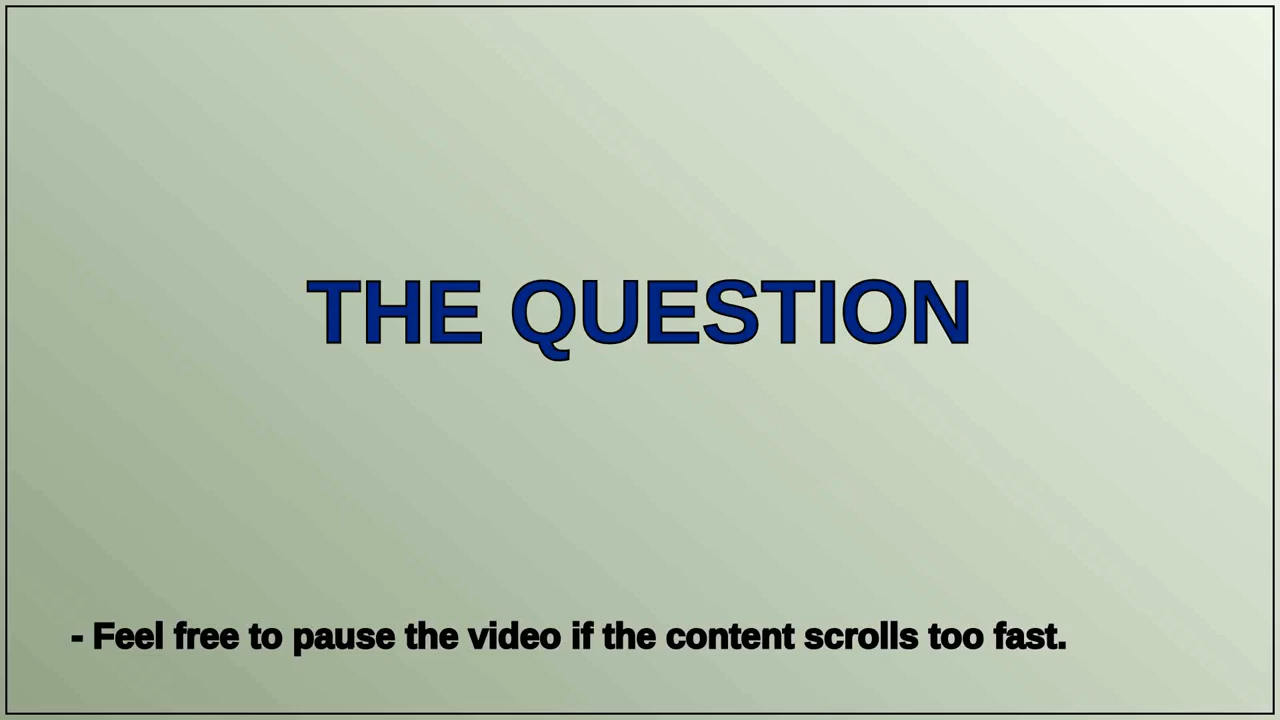 THE QUESTION
- Feel free to pause the video if the content scrolls too fast.